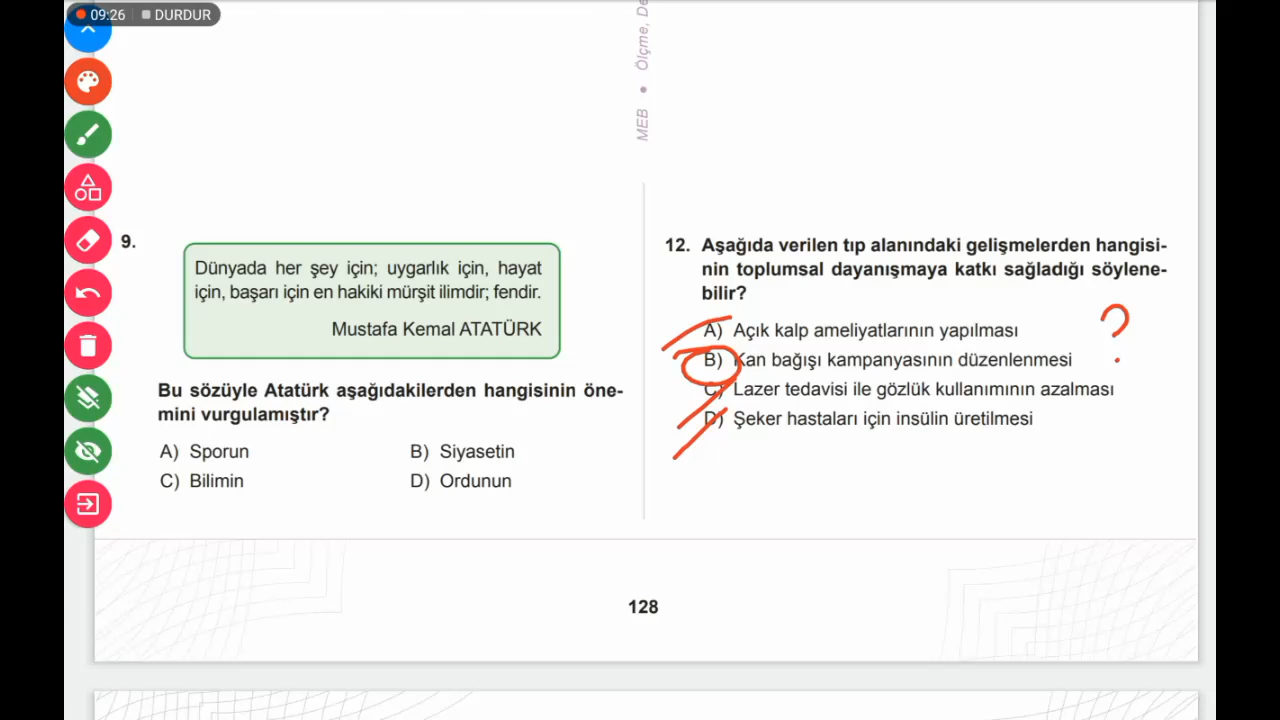 09:26 DURDUR
MEB • Ölçme, De
9.
Dünyada her şey için; uygarlık için, hayat
için, başarı için en hakiki mürşit ilimdir; fendir.
Mustafa Kemal ATATÜRK
Bu sözüyle Atatürk aşağıdakilerden hangisinin öne-
mini vurgulamıştır?
A) Sporun B) Siyasetin
C) Bilimin D) Ordunun
12. Aşağıda verilen tıp alanındaki gelişmelerden hangisi-
nin toplumsal dayanışmaya katkı sağladığı söylene-
bilir?
A) Açık kalp ameliyatlarının yapılması ?
B) Kan bağışı kampanyasının düzenlenmesi
C) Lazer tedavisi ile gözlük kullanımının azalması
D) Şeker hastaları için insülin üretilmesi
128